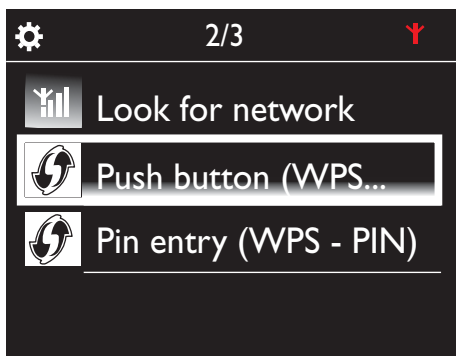 2/3
Look for network
Push button (WPS...
Pin entry (WPS - PIN)